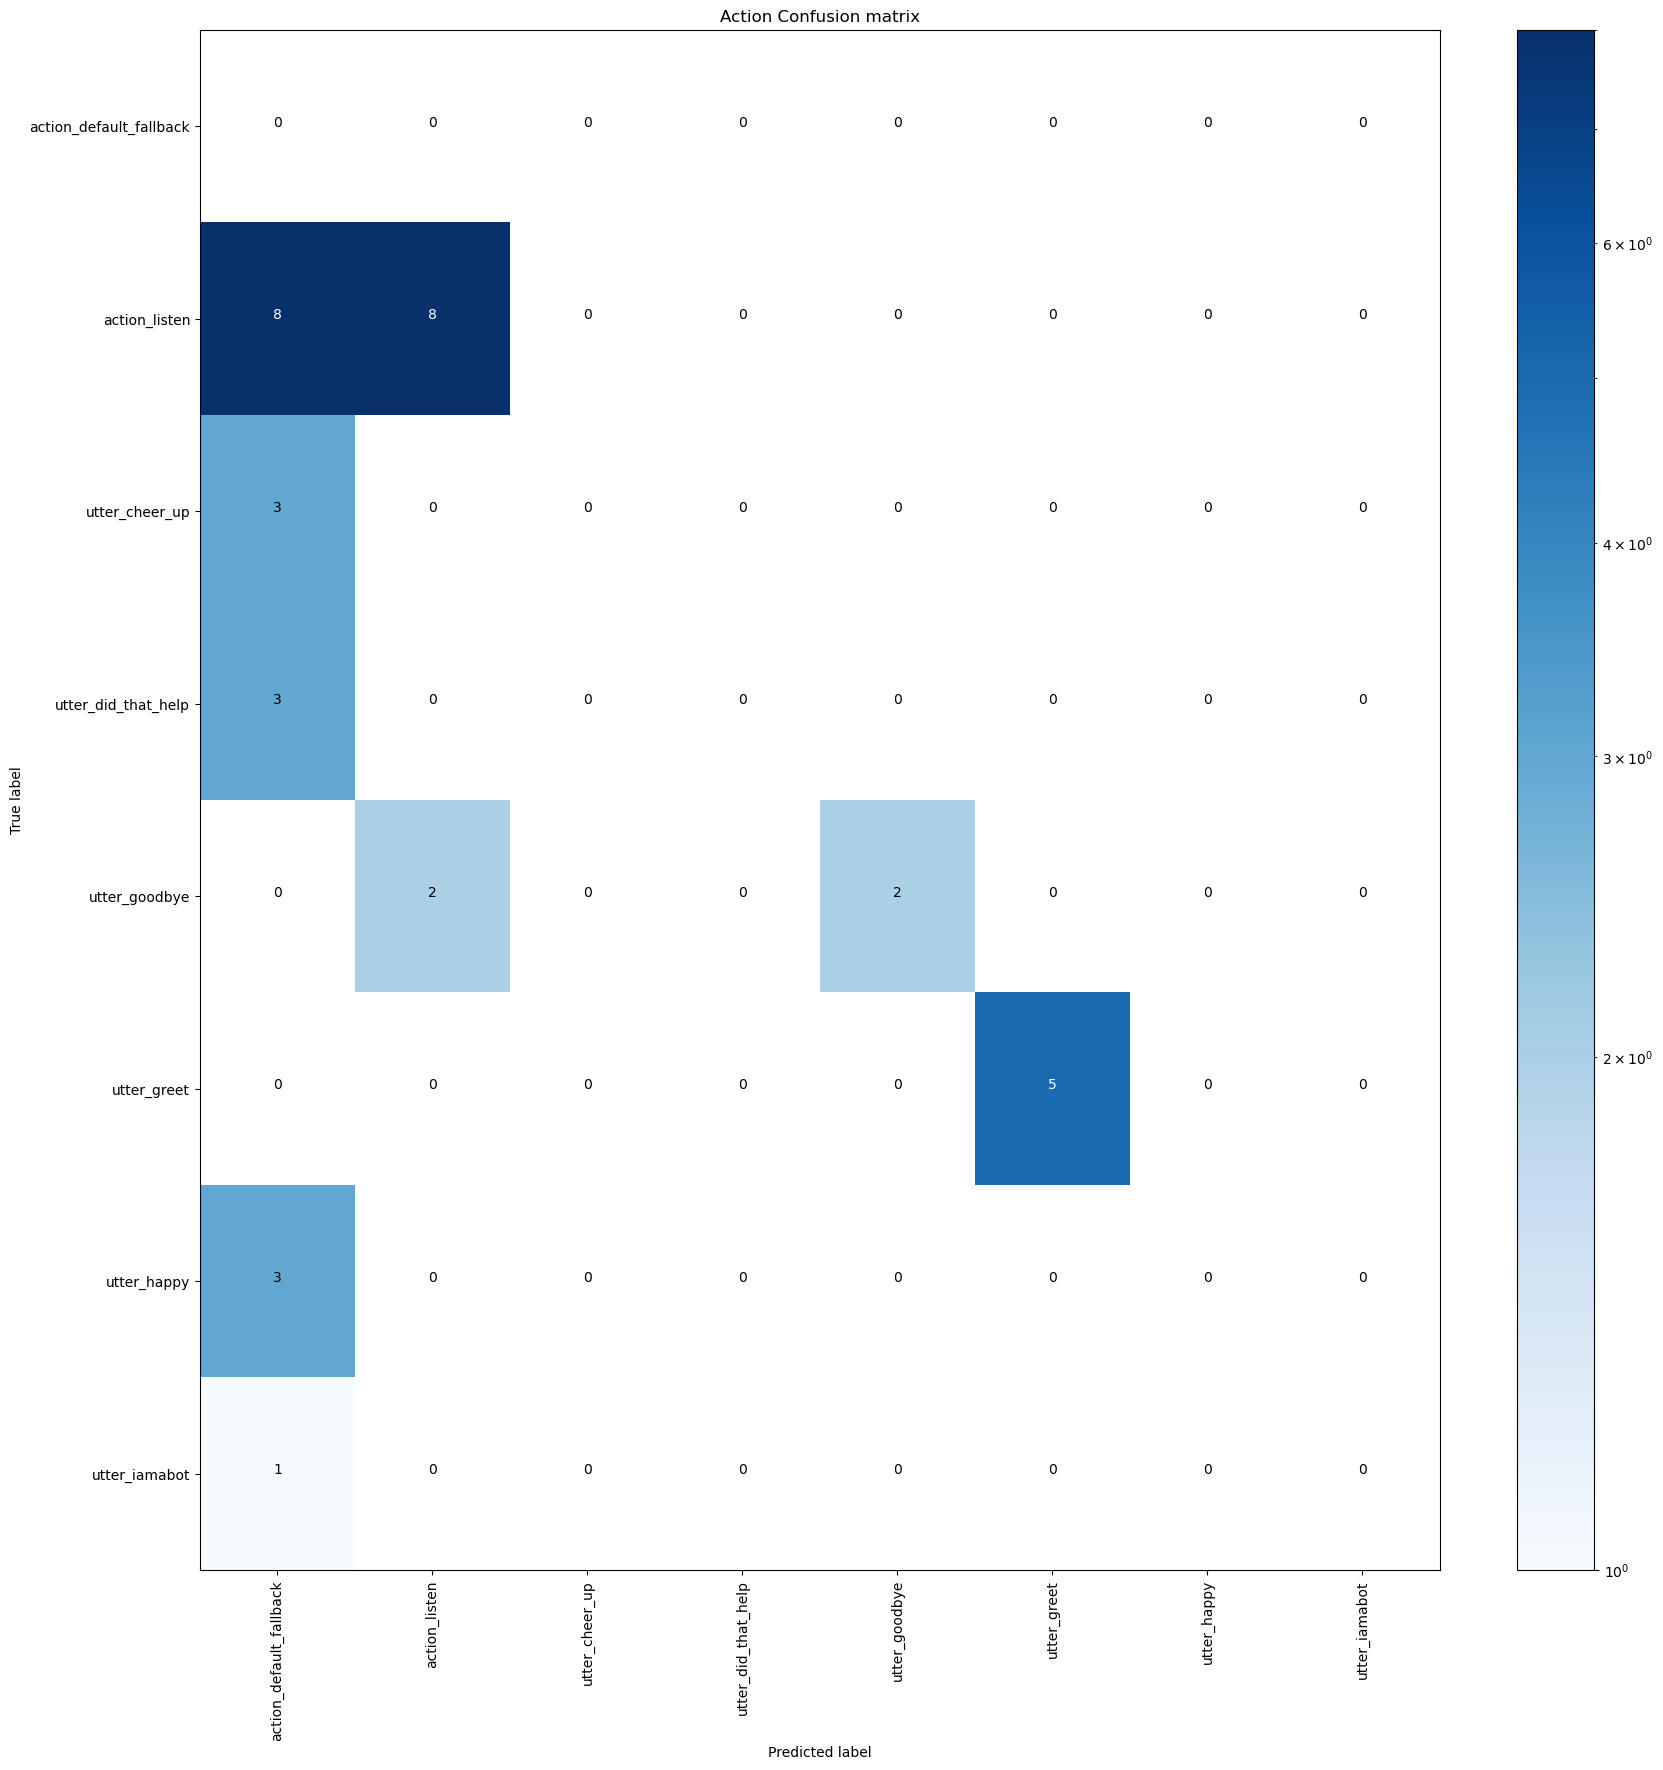 Action Confusion matrix
action_default_fallback 0 0 0 0 0 0 0 0
action_listen 8 8 0 0 0 0 0 0
utter_cheer_up 3 0 0 0 0 0 0 0
utter_did_that_help 3 0 0 0 0 0 0 0
utter_goodbye 0 2 0 0 2 0 0 0
utter_greet 0 0 0 0 0 5 0 0
utter_happy 3 0 0 0 0 0 0 0
utter_iamabot 1 0 0 0 0 0 0 0
True label
action_default_fallback
action_listen
utter_cheer_up
utter_did_that_help
utter_goodbye
utter_greet
utter_happy
utter_iamabot
Predicted label
6 × 10⁰
4 × 10⁰
3 × 10⁰
2 × 10⁰
10⁰